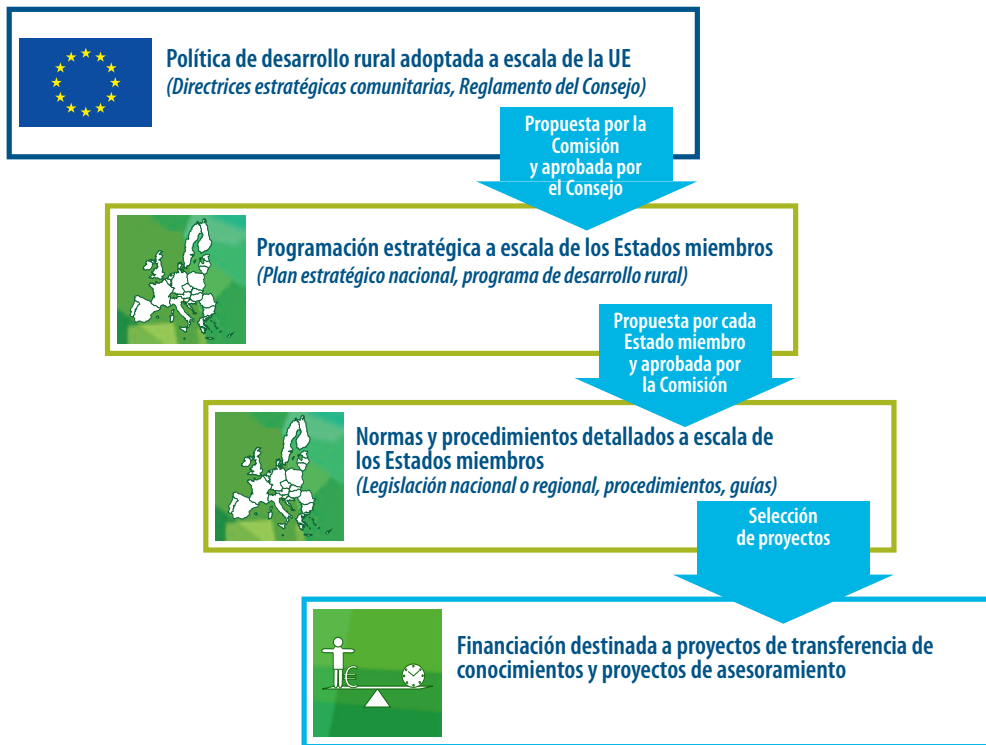 Política de desarrollo rural adoptada a escala de la UE
(Directrices estratégicas comunitarias, Reglamento del Consejo)
Propuesta por la
Comisión
y aprobada por
el Consejo
Programación estratégica a escala de los Estados miembros
(Plan estratégico nacional, programa de desarrollo rural)
Propuesta por cada
Estado miembro
y aprobada por
la Comisión
Normas y procedimientos detallados a escala de
los Estados miembros
(Legislación nacional o regional, procedimientos, guías)
Selección
de proyectos
Financiación destinada a proyectos de transferencia de
conocimientos y proyectos de asesoramiento
€